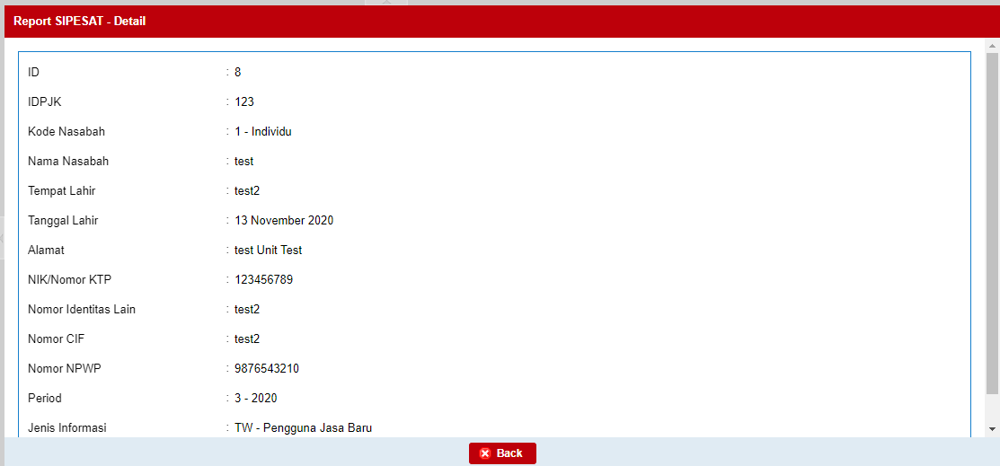 Report SIPESAT - Detail
ID : 8
IDPJK : 123
Kode Nasabah : 1 - Individu
Nama Nasabah : test
Tempat Lahir : test2
Tanggal Lahir : 13 November 2020
Alamat : test Unit Test
NIK/Nomor KTP : 123456789
Nomor Identitas Lain : test2
Nomor CIF : test2
Nomor NPWP : 9876543210
Period : 3 - 2020
Jenis Informasi : TW - Pengguna Jasa Baru
Back